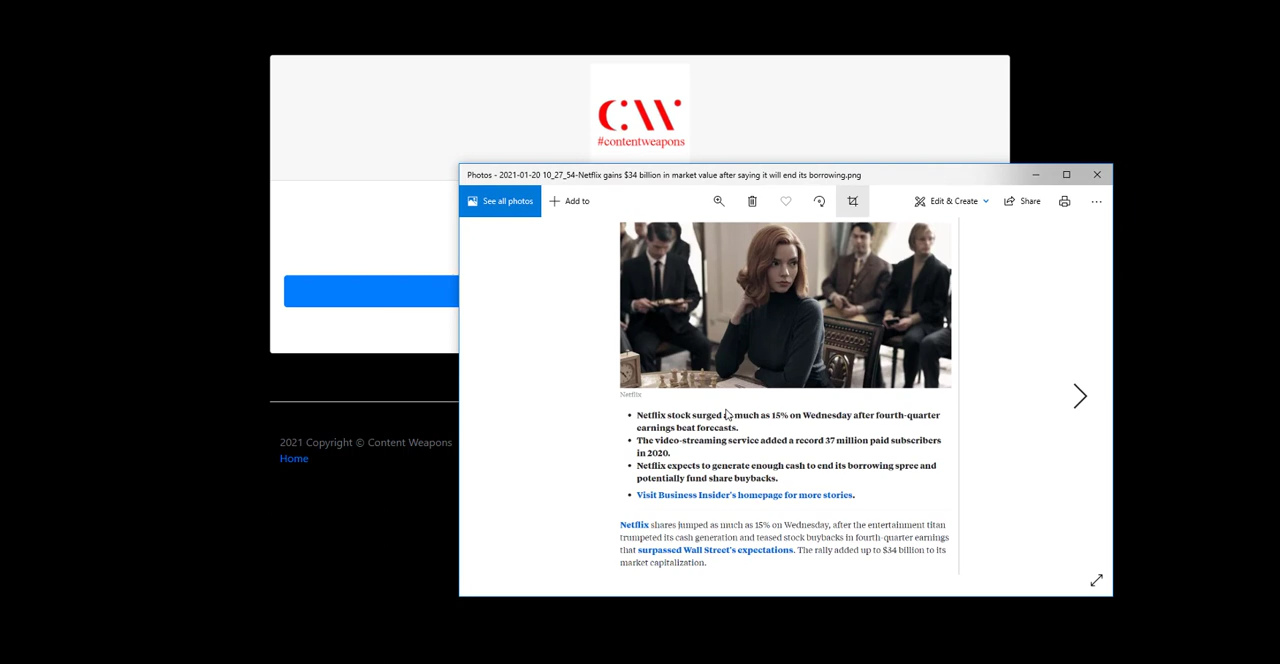 CW
#contentweapons
Photos - 2021-01-20 10_27_54-Netflix gains $34 billion in market value after saying it will end its borrowing.png
See all photos
Add to
Edit & Create
Share
Netflix
• Netflix stock surged as much as 15% on Wednesday after fourth-quarter
earnings beat forecasts.
• The video-streaming service added a record 37 million paid subscribers
in 2020.
• Netflix expects to generate enough cash to end its borrowing spree and
potentially fund share buybacks.
• Visit Business Insider's homepage for more stories.
Netflix shares jumped as much as 15% on Wednesday, after the entertainment titan
trumpeted its cash generation and teased stock buybacks in fourth-quarter earnings
that surpassed Wall Street's expectations. The rally added up to $34 billion to its
market capitalization.
2021 Copyright © Content Weapons
Home